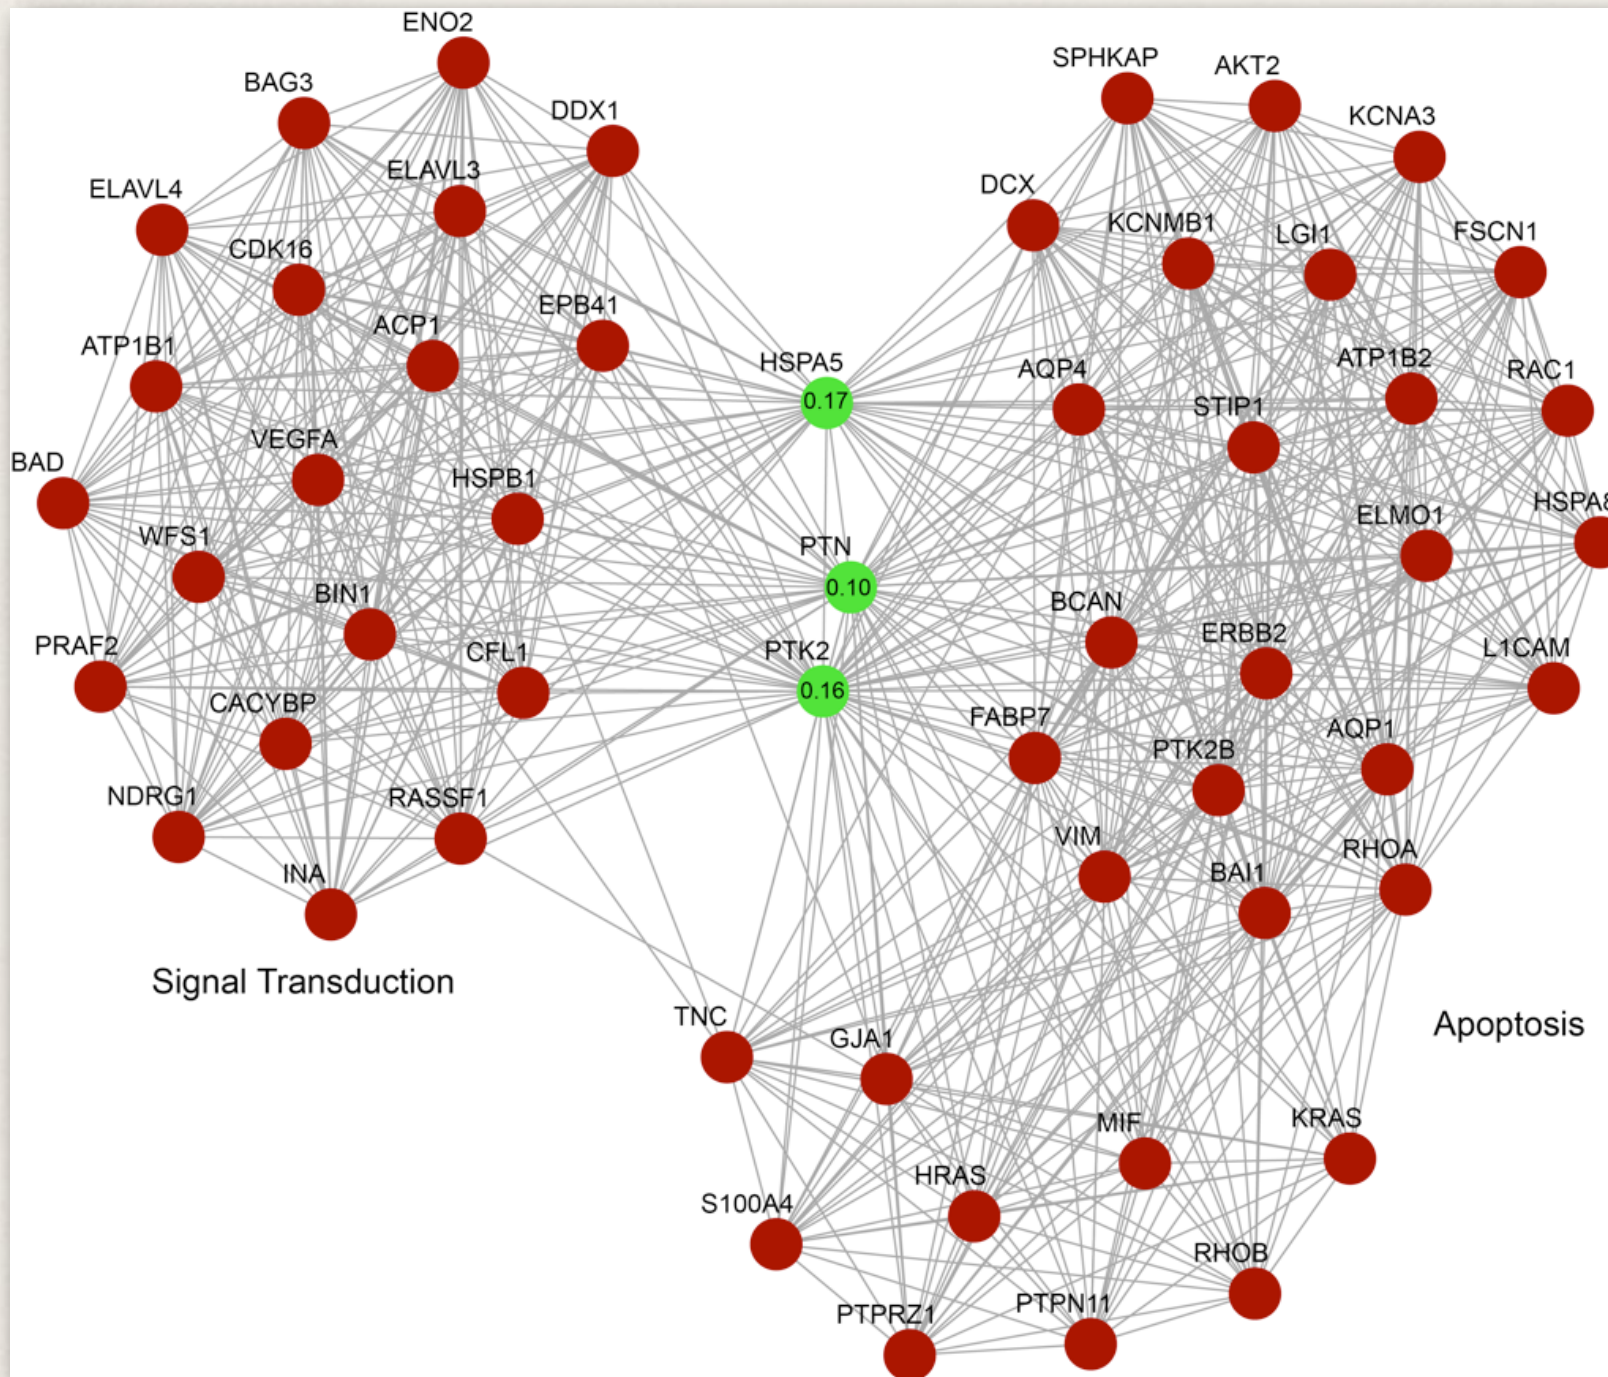 ENO2
BAG3
DDX1
ELAVL3
ELAVL4
CDK16
EPB41
ACP1
ATP1B1
VEGFA
BAD
HSPB1
WFS1
BIN1
PRAF2
CFL1
CACYBP
NDRG1
RASSF1
INA
Signal Transduction
HSPA5
0.17
PTN
0.10
PTK2
0.16
SPHKAP
AKT2
KCNA3
DCX
KCNMB1
LGI1
FSCN1
AQP4
ATP1B2
RAC1
STIP1
HSPA8
ELMO1
BCAN
ERBB2
L1CAM
FABP7
PTK2B
AQP1
VIM
BAI1
RHOA
Apoptosis
TNC
GJA1
MIF
KRAS
HRAS
S100A4
RHOB
PTPRZ1
PTPN11